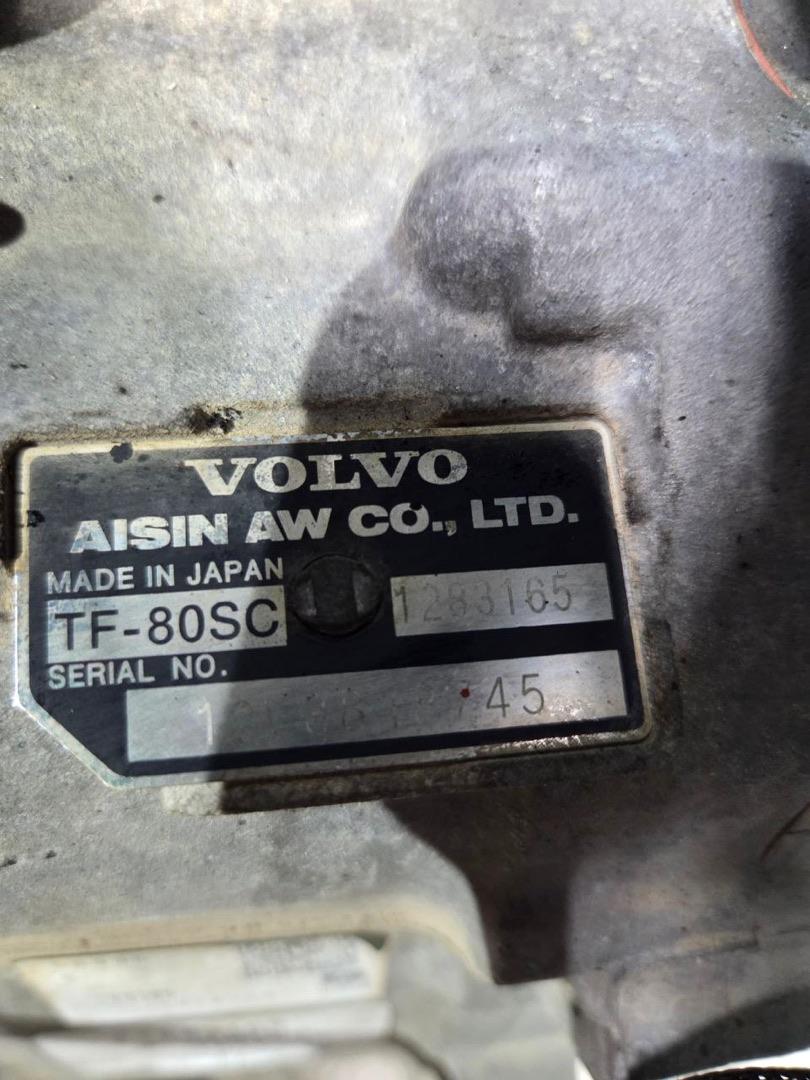 VOLVO
AISIN AW CO., LTD.
MADE IN JAPAN
TF-80SC 1283165
SERIAL NO.